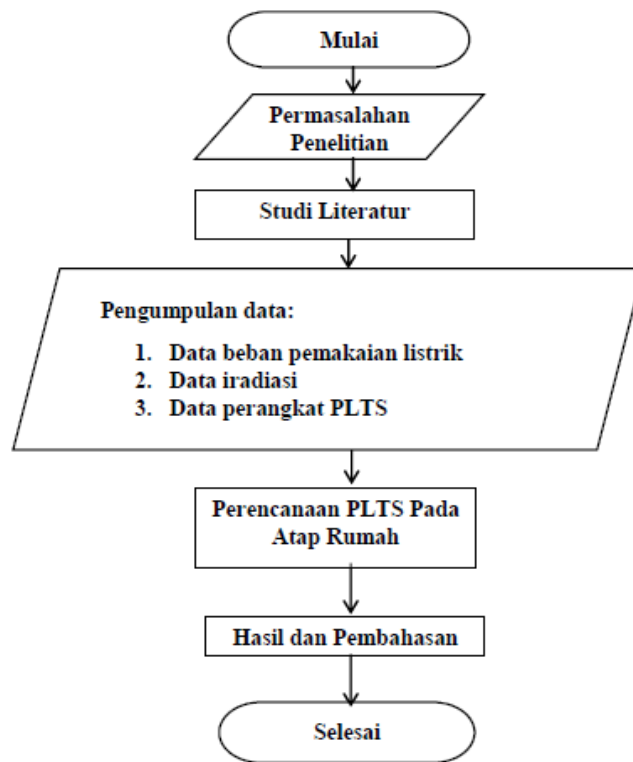 Mulai
Permasalahan
Penelitian
Studi Literatur
Pengumpulan data:
1. Data beban pemakaian listrik
2. Data iradiasi
3. Data perangkat PLTS
Perencanaan PLTS Pada
Atap Rumah
Hasil dan Pembahasan
Selesai